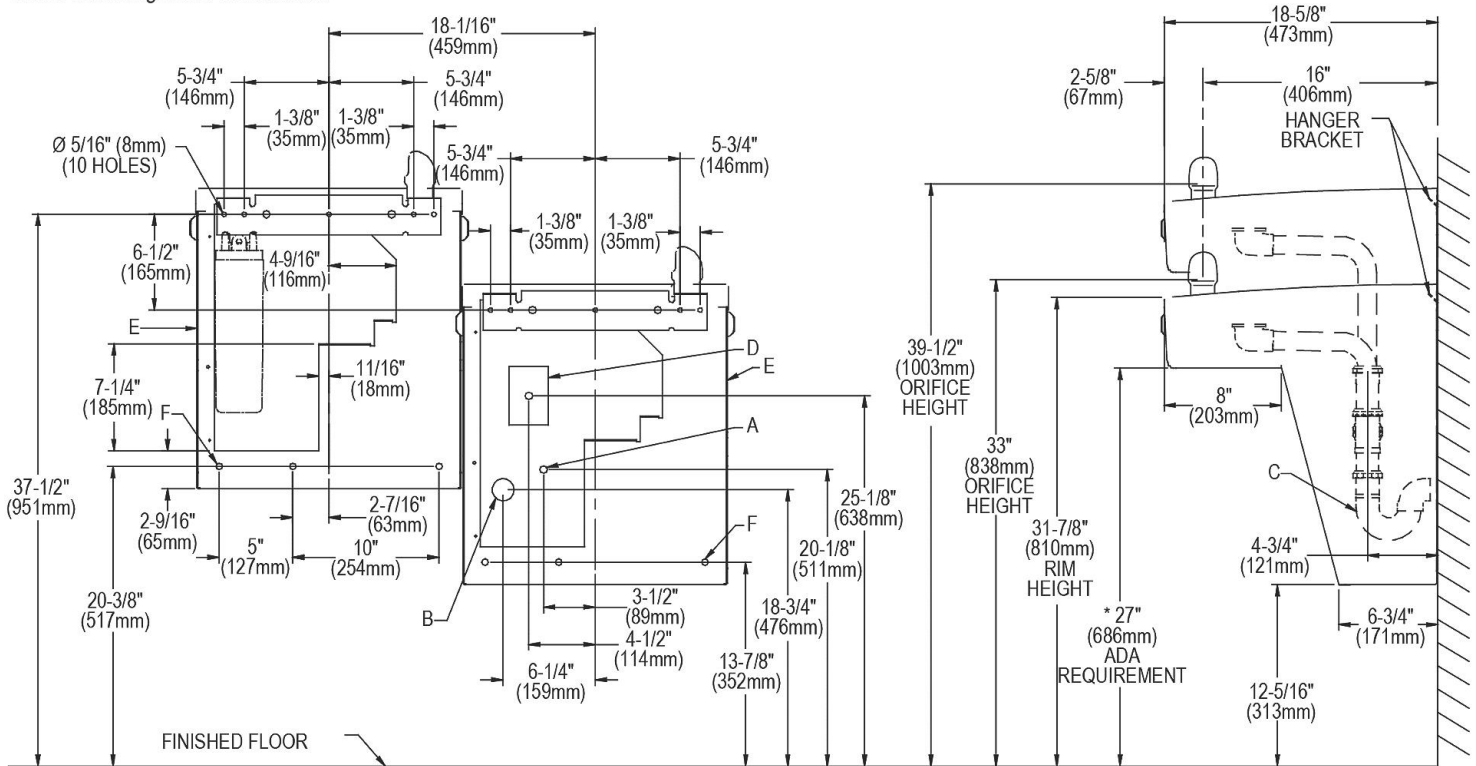 18-1/16"
(459mm)
5-3/4"
(146mm)
5-3/4"
(146mm)
1-3/8"
(35mm)
1-3/8"
(35mm)
Ø 5/16" (8mm)
(10 HOLES)
5-3/4"
(146mm)
5-3/4"
(146mm)
1-3/8"
(35mm)
1-3/8"
(35mm)
6-1/2"
(165mm)
4-9/16"
(116mm)
E
7-1/4"
(185mm)
11/16"
(18mm)
F
D
E
A
37-1/2"
(951mm)
2-9/16"
(65mm)
2-7/16"
(63mm)
5"
(127mm)
10"
(254mm)
20-3/8"
(517mm)
B
F
25-1/8"
(638mm)
20-1/8"
(511mm)
3-1/2"
(89mm)
18-3/4"
(476mm)
4-1/2"
(114mm)
6-1/4"
(159mm)
13-7/8"
(352mm)
FINISHED FLOOR
18-5/8"
(473mm)
2-5/8"
(67mm)
16"
(406mm)
HANGER
BRACKET
39-1/2"
(1003mm)
ORIFICE
HEIGHT
8"
(203mm)
33"
(838mm)
ORIFICE
HEIGHT
C
31-7/8"
(810mm)
RIM
HEIGHT
4-3/4"
(121mm)
* 27"
(686mm)
ADA
REQUIREMENT
6-3/4"
(171mm)
12-5/16"
(313mm)